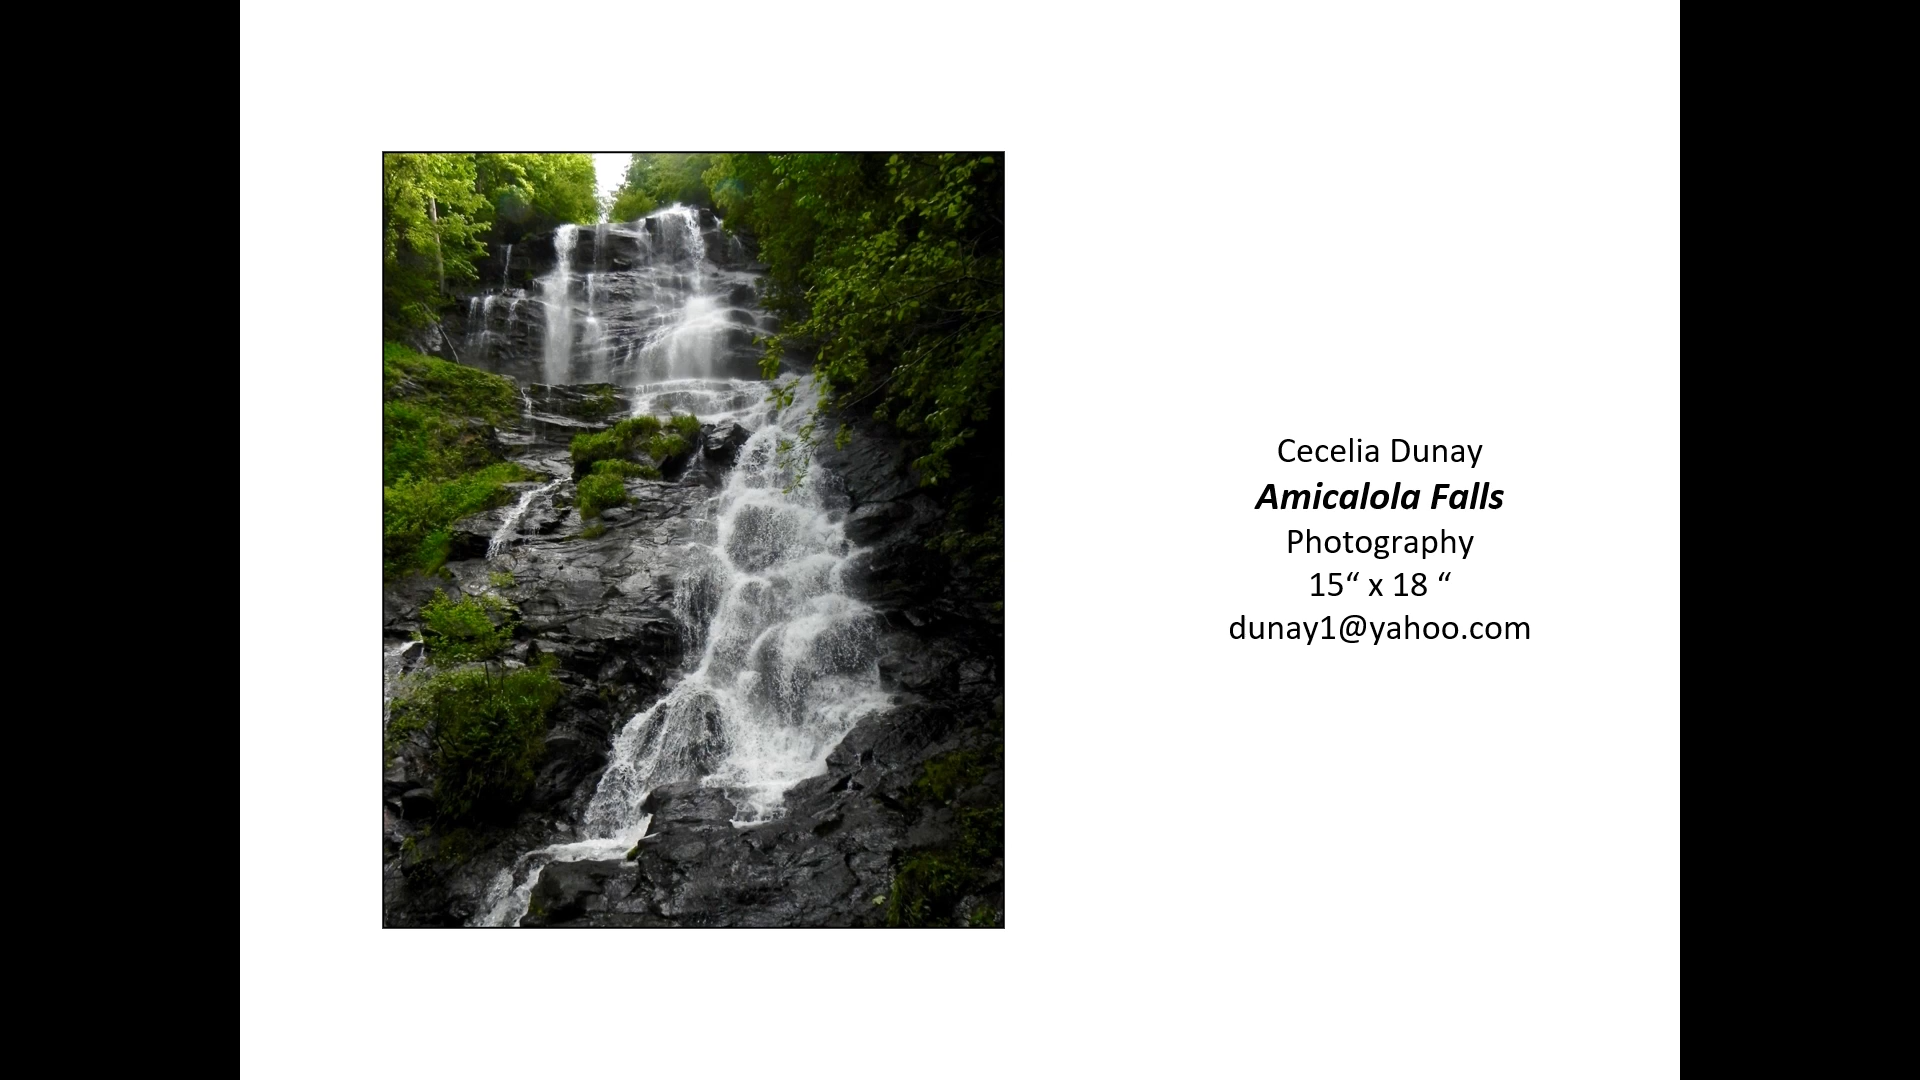 Cecelia Dunay
Amicalola Falls
Photography
15“ x 18 “
dunay1@yahoo.com